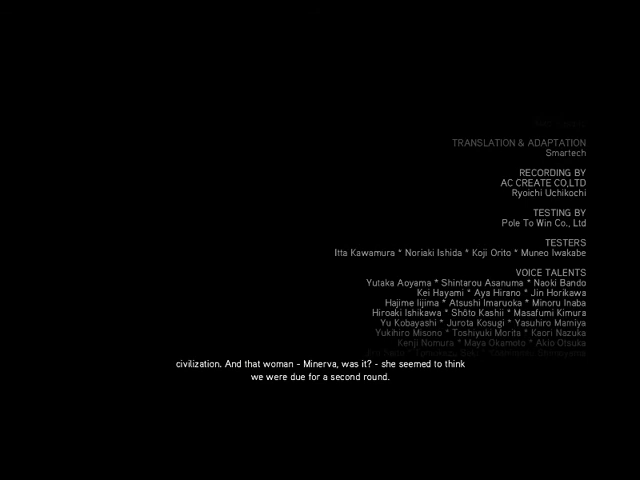 TRANSLATION & ADAPTATION
Smartech
RECORDING BY
AC CREATE CO,LTD
Ryoichi Uchikochi
TESTING BY
Pole To Win Co., Ltd
TESTERS
Itta Kawamura * Noriaki Ishida * Koji Orito * Muneo Iwakabe
VOICE TALENTS
Yutaka Aoyama * Shintarou Asanuma * Naoki Bando
Kei Hayami * Aya Hirano * Jin Horikawa
Hajime Iijima * Atsushi Imaruoka * Minoru Inaba
Hiroaki Ishikawa * Shôto Kashii * Masafumi Kimura
Yu Kobayashi * Jurota Kosugi * Yasuhiro Mamiya
Yukihiro Misono * Toshiyuki Morita * Kaori Nazuka
Kenji Nomura * Maya Okamoto * Akio Otsuka
civilization. And that woman - Minerva, was it? - she seemed to think
we were due for a second round.